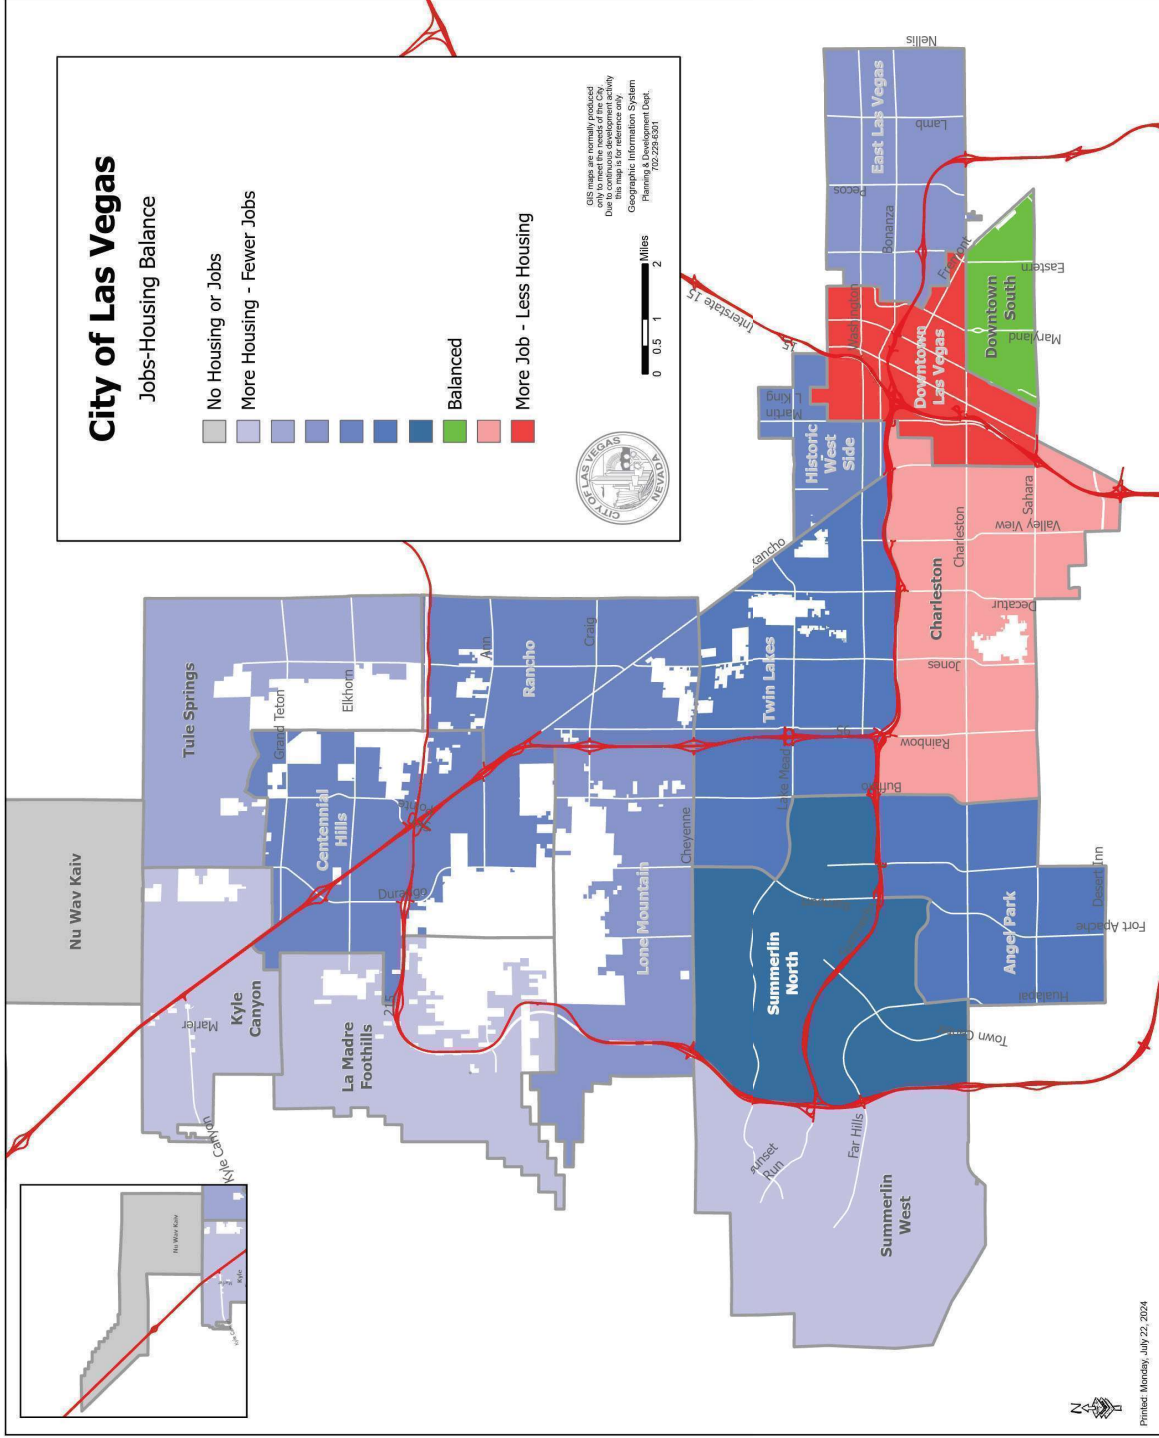 City of Las Vegas
Jobs-Housing Balance
No Housing or Jobs
More Housing - Fewer Jobs
Balanced
More Job - Less Housing
GIS maps are normally produced
only to meet the needs of the City.
Due to continuous development activity
this map is for reference only.
Geographic Information System
Planning & Development Dept.
702-229-6301
0 0.5 1 2
Miles
CITY OF LAS VEGAS
NEVADA
Nu Wav Kaiv
Tule Springs
Kyle
Canyon
Marler
Kyle Canyon
Grand Teton
Elkhorn
Centennial
Hills
La Madre
Foothills
215
Durango
Rancho
Ann
Craig
Lone Mountain
Cheyenne
Twin Lakes
Lake Mead
95
Rancho
Summerlin
North
Sunset
Run
Far Hills
Summerlin
West
Town Center
Angel Park
Hualapai
Fort Apache
Desert Inn
Buffalo
Rainbow
Jones
Decatur
Charleston
Charleston
Valley View
Sahara
Historic
West
Side
Martin
L King
Interstate 15
15
Washington
Downtown
Las Vegas
Downtown
South
Maryland
Eastern
Fremont
Bonanza
Pecos
East Las Vegas
Lamb
Nellis
Nu Wav Kaiv
Kyle
N
Printed: Monday, July 22, 2024